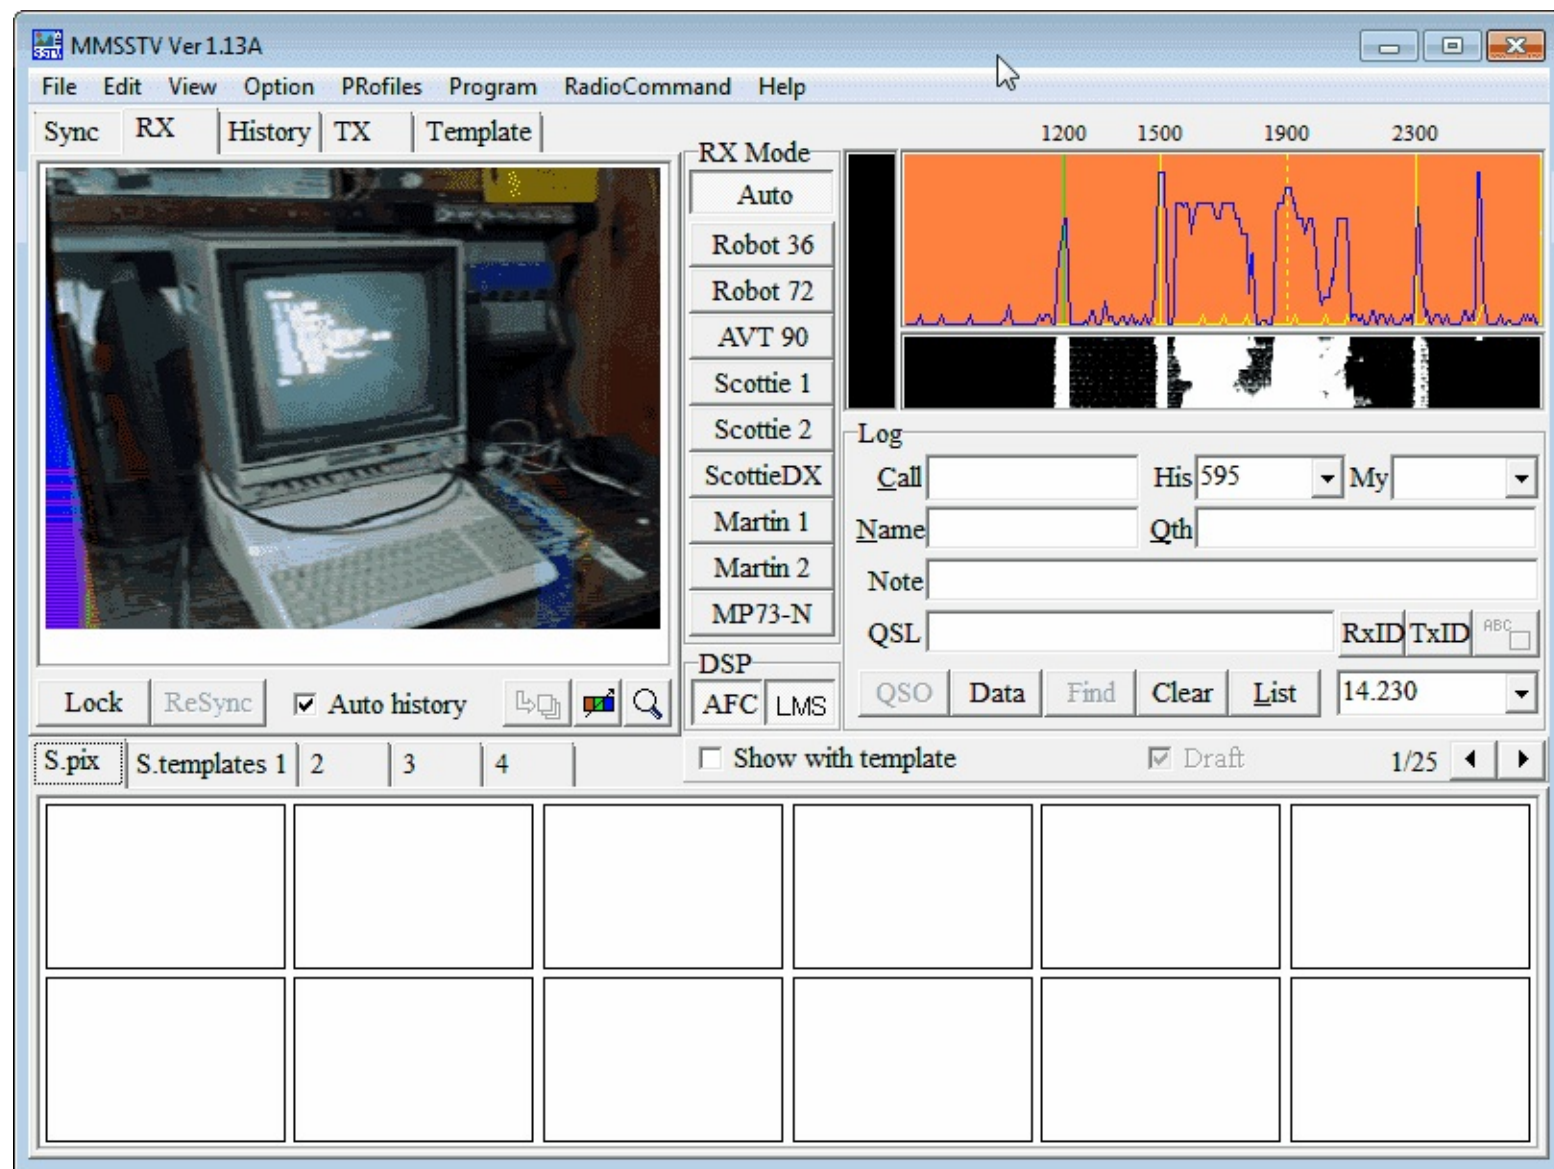 MMSSTV Ver 1.13A
File Edit View Option PRofiles Program RadioCommand Help
Sync RX History TX Template
RX Mode
Auto
Robot 36
Robot 72
AVT 90
Scottie 1
Scottie 2
ScottieDX
Martin 1
Martin 2
MP73-N
DSP
AFC LMS
1200 1500 1900 2300
Log
Call His 595 My
Name Qth
Note
QSL RxID TxID ABC
QSO Data Find Clear List 14.230
Lock ReSync Auto history
S.pix S.templates 1 2 3 4
Show with template Draft 1/25